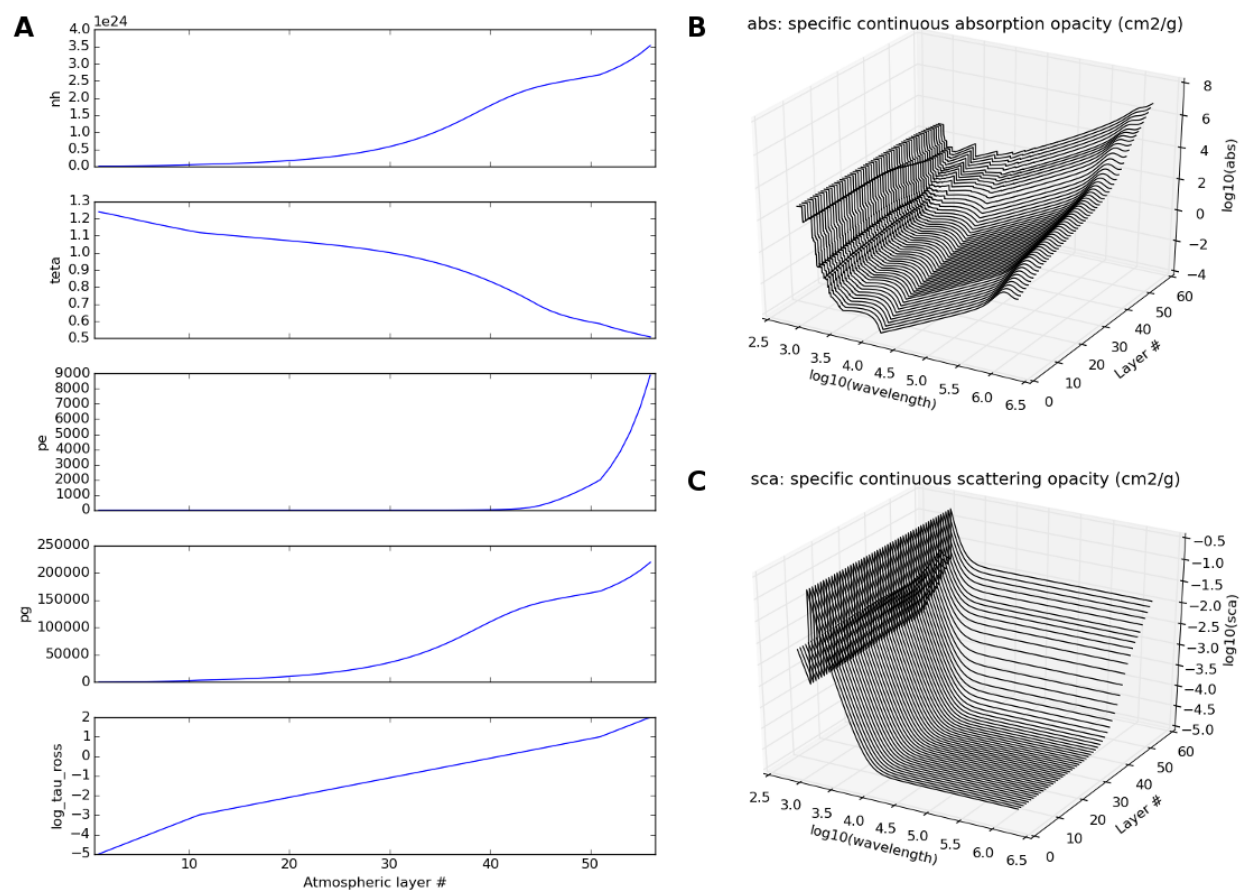 A
1e24
4.0
3.5
3.0
2.5
2.0
1.5
1.0
0.5
0.0
nh
1.3
1.2
1.1
1.0
0.9
0.8
0.7
0.6
0.5
teta
9000
8000
7000
6000
5000
4000
3000
2000
1000
0
pe
250000
200000
150000
100000
50000
0
pg
2
1
0
−1
−2
−3
−4
−5
log_tau_ross
10 20 30 40 50
Atmospheric layer #
B
abs: specific continuous absorption opacity (cm2/g)
8
6
4
2
0
−2
−4
log10(abs)
2.5 3.0 3.5 4.0 4.5 5.0 5.5 6.0 6.5
log10(wavelength)
0 10 20 30 40 50 60
Layer #
C
sca: specific continuous scattering opacity (cm2/g)
−0.5
−1.0
−1.5
−2.0
−2.5
−3.0
−3.5
−4.0
−4.5
−5.0
log10(sca)
2.5 3.0 3.5 4.0 4.5 5.0 5.5 6.0 6.5
log10(wavelength)
0 10 20 30 40 50 60
Layer #